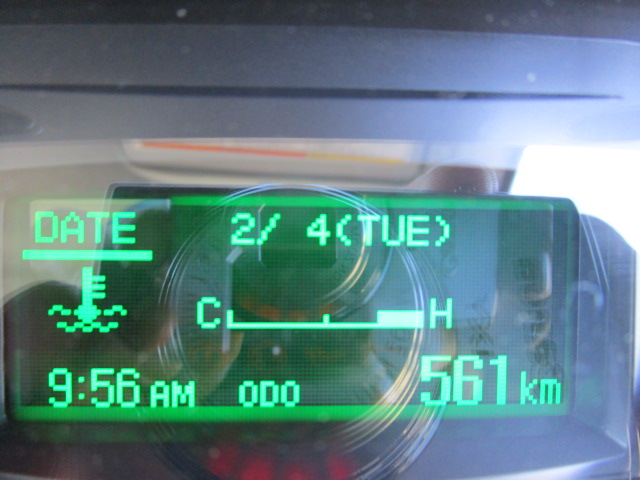 DATE 2/ 4(TUE)
C H
9:56 AM ODO 561 km